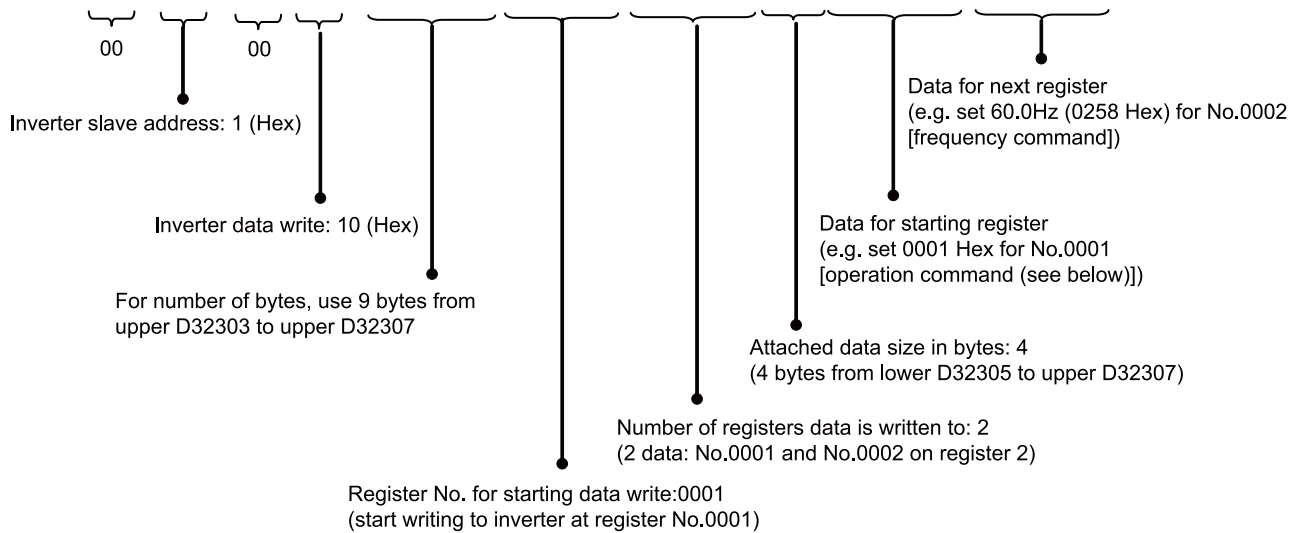 00
00
Inverter slave address: 1 (Hex)
Data for next register
(e.g. set 60.0Hz (0258 Hex) for No.0002
[frequency command])
Inverter data write: 10 (Hex)
Data for starting register
(e.g. set 0001 Hex for No.0001
[operation command (see below)])
For number of bytes, use 9 bytes from
upper D32303 to upper D32307
Attached data size in bytes: 4
(4 bytes from lower D32305 to upper D32307)
Number of registers data is written to: 2
(2 data: No.0001 and No.0002 on register 2)
Register No. for starting data write:0001
(start writing to inverter at register No.0001)